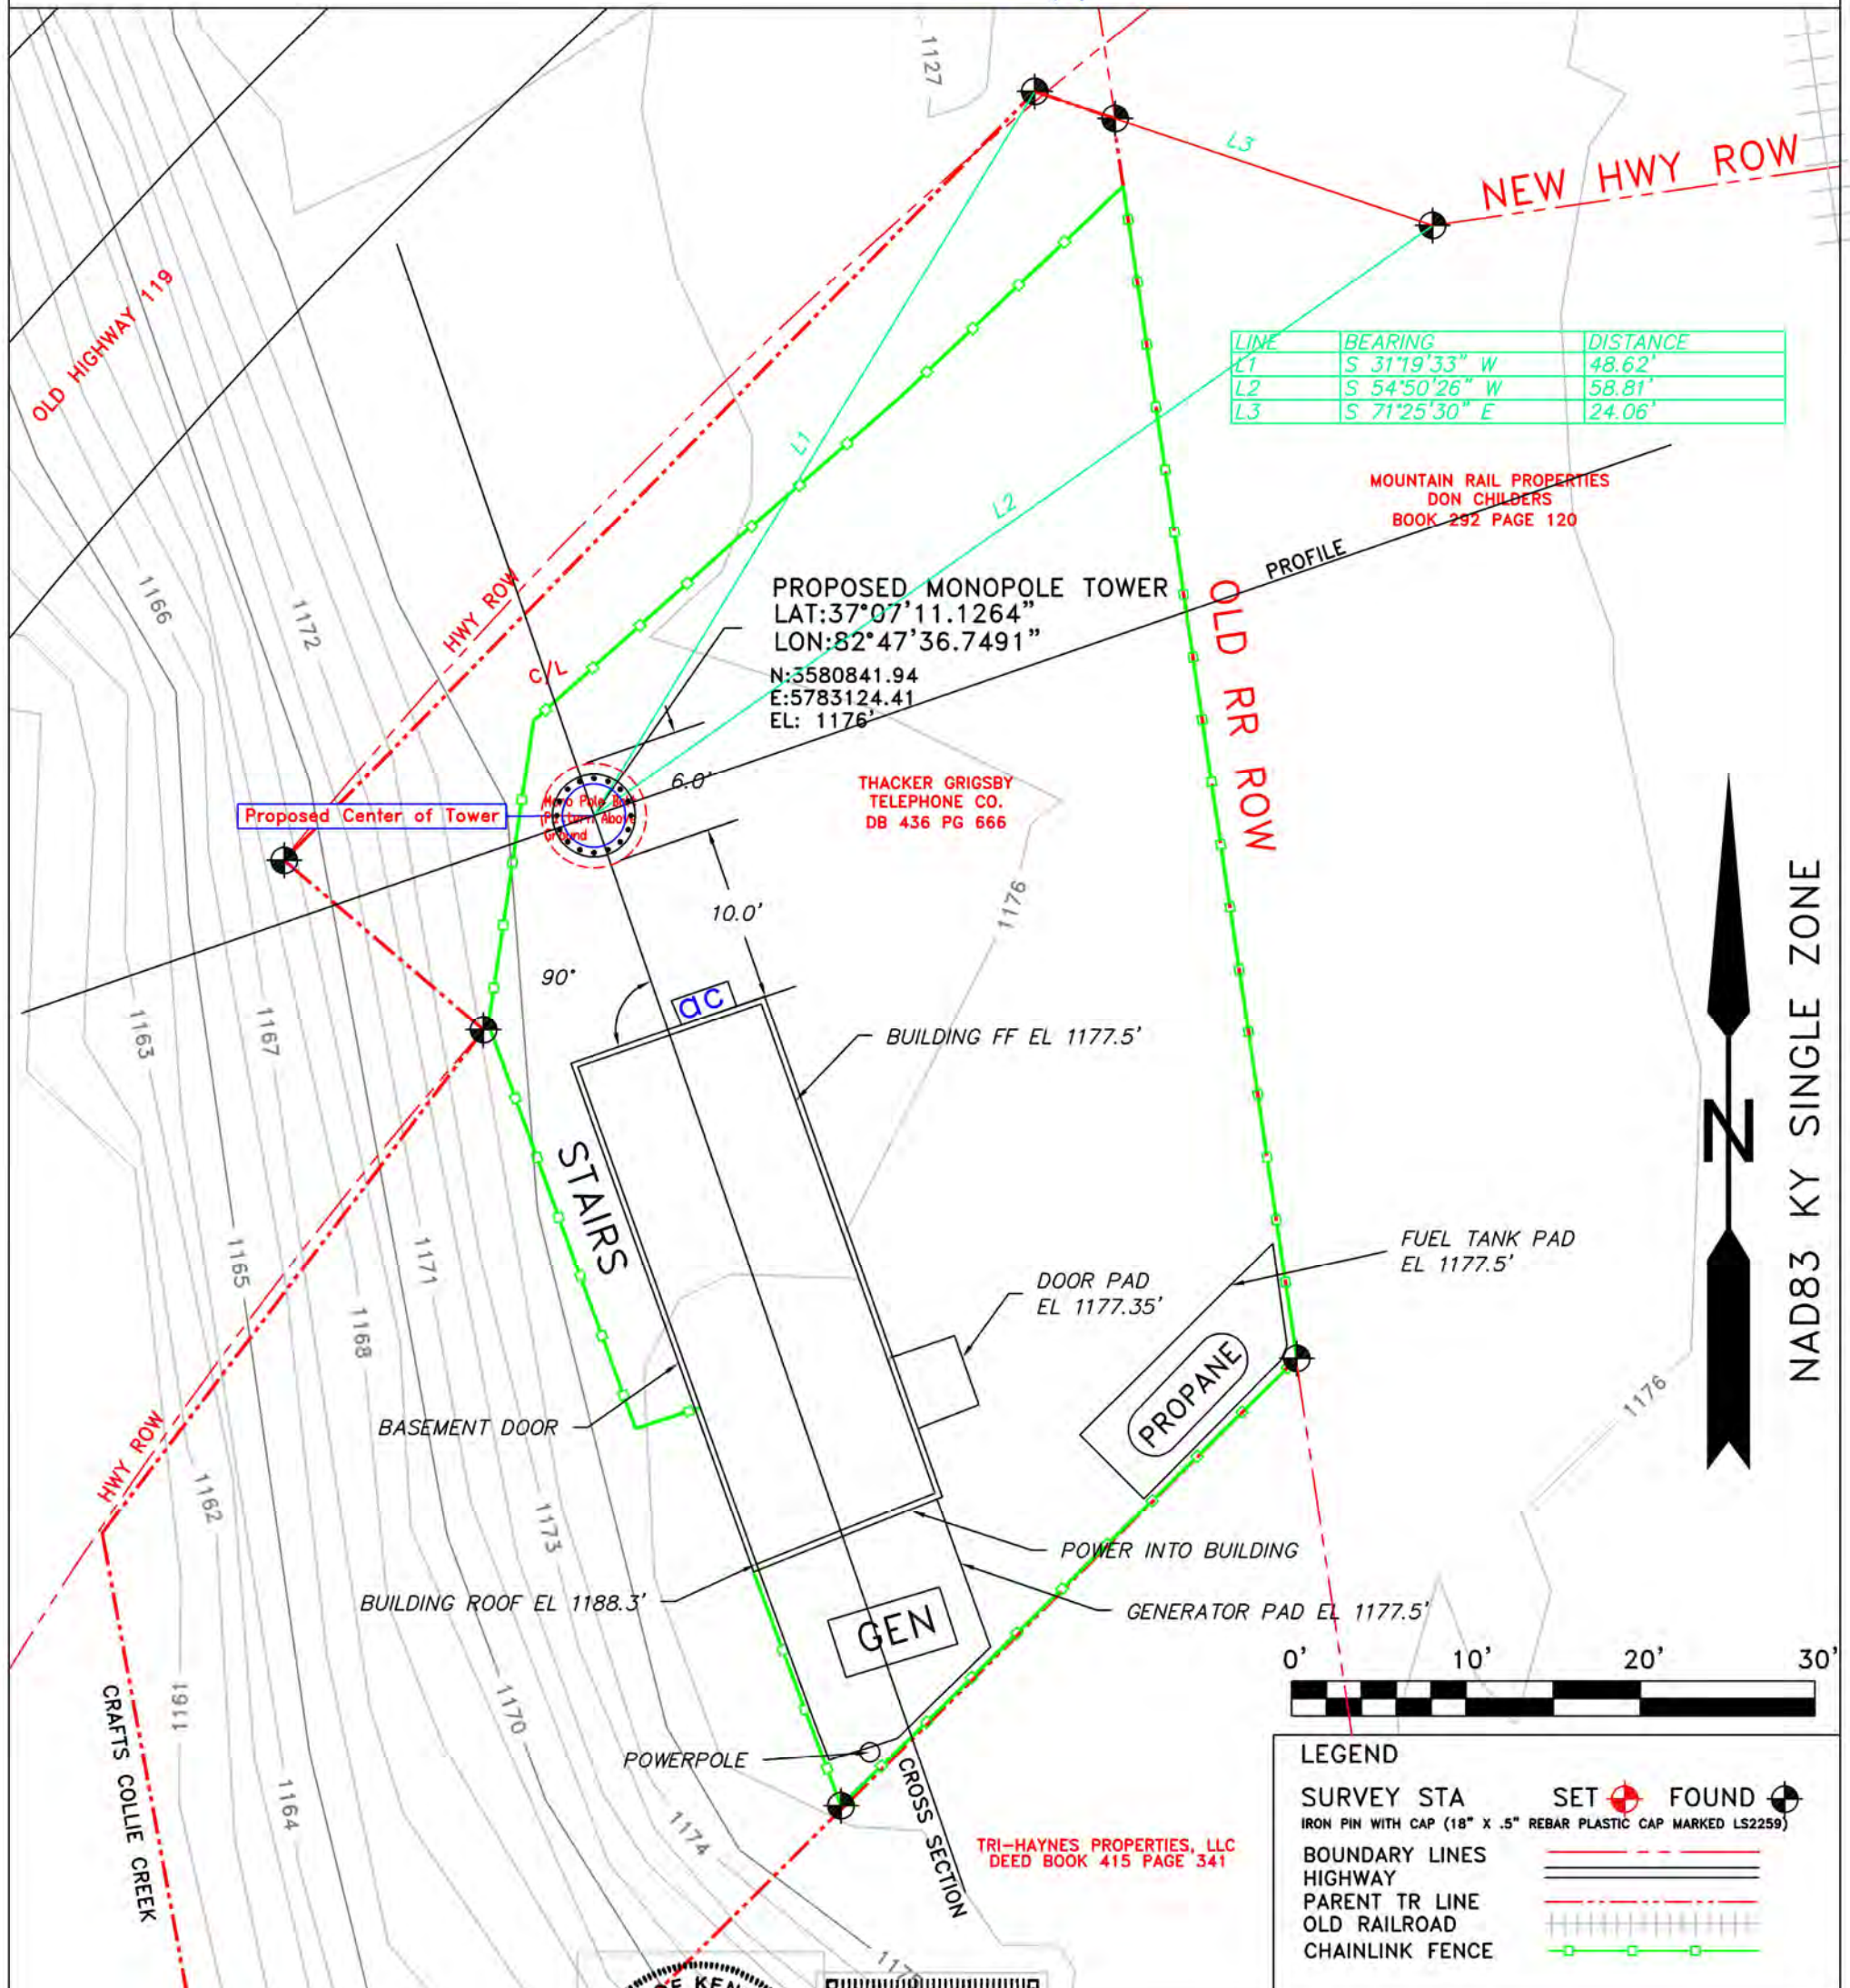 1127
L3
NEW HWY ROW
OLD HIGHWAY 119
LINE BEARING DISTANCE
L1 S 31°19'33" W 48.62'
L2 S 54°50'26" W 58.81'
L3 S 71°25'30" E 24.06'
L1
L2
MOUNTAIN RAIL PROPERTIES
DON CHILDERS
BOOK 292 PAGE 120
PROFILE
1166
1172
HWY ROW
C/L
PROPOSED MONOPOLE TOWER
LAT:37°07'11.1264"
LON:82°47'36.7491"
N:3580841.94
E:5783124.41
EL: 1176'
OLD RR ROW
6.0'
THACKER GRIGSBY
TELEPHONE CO.
DB 436 PG 666
Proposed Center of Tower
Mono Pole
Above
Ground
10.0'
1176
90°
ac
1163
1167
BUILDING FF EL 1177.5'
NAD83 KY SINGLE ZONE
N
STAIRS
1165
1171
1168
FUEL TANK PAD
EL 1177.5'
DOOR PAD
EL 1177.35'
PROPANE
1176
BASEMENT DOOR
HWY ROW
1162
1173
POWER INTO BUILDING
BUILDING ROOF EL 1188.3'
GEN
GENERATOR PAD EL 1177.5'
0' 10' 20' 30'
CRAFTS COLLIE CREEK
1161
1170
1164
POWERPOLE
CROSS SECTION
1174
TRI-HAYNES PROPERTIES, LLC
DEED BOOK 415 PAGE 341
LEGEND
SURVEY STA SET FOUND
IRON PIN WITH CAP (18" X .5" REBAR PLASTIC CAP MARKED LS2259)
BOUNDARY LINES
HIGHWAY
PARENT TR LINE
OLD RAILROAD
CHAINLINK FENCE